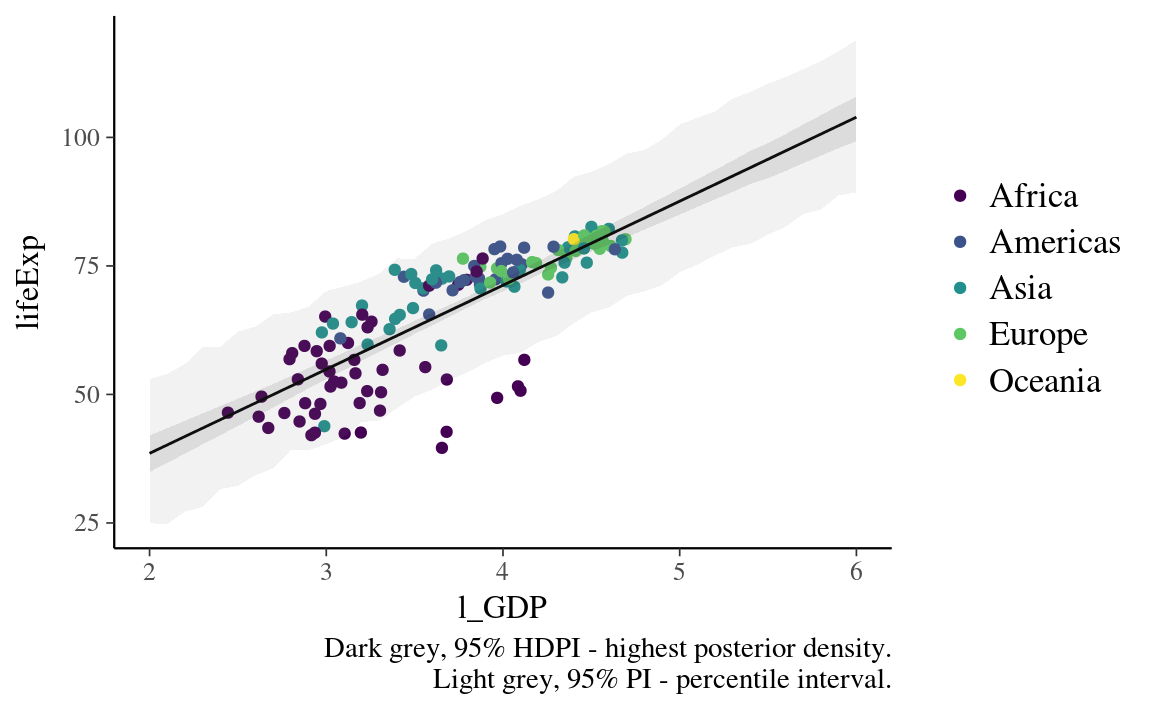 100
75
50
25
lifeExp
2 3 4 5 6
l_GDP
Africa
Americas
Asia
Europe
Oceania
Dark grey, 95% HDPI - highest posterior density.
Light grey, 95% PI - percentile interval.